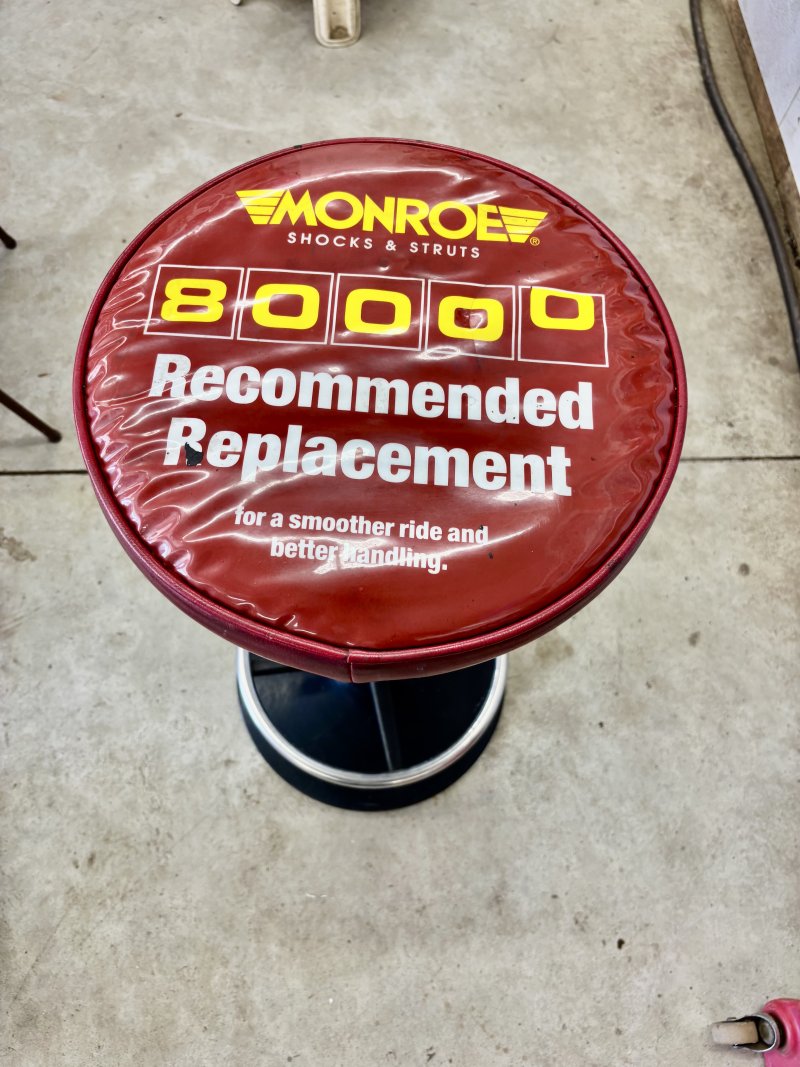 MONROE®
SHOCKS & STRUTS
80000
Recommended
Replacement
for a smoother ride and
better handling.